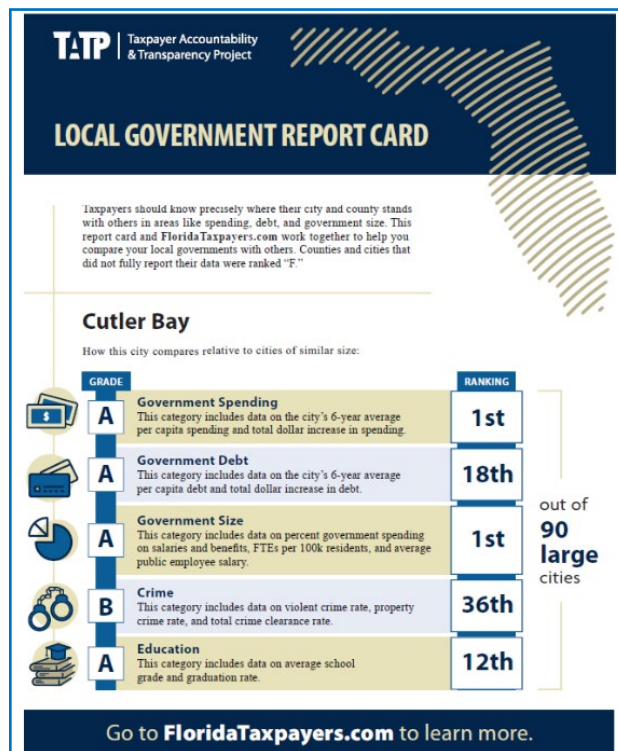 TATP
Taxpayer Accountability
& Transparency Project
LOCAL GOVERNMENT REPORT CARD
Taxpayers should know precisely where their city and county stands
with others in areas like spending, debt, and government size. This
report card and FloridaTaxpayers.com work together to help you
compare your local governments with others. Counties and cities that
did not fully report their data were ranked “F.”
Cutler Bay
How this city compares relative to cities of similar size:
GRADE
RANKING
$
A
Government Spending
This category includes data on the city's 6-year average
per capita spending and total dollar increase in spending.
1st
A
Government Debt
This category includes data on the city's 6-year average
per capita debt and total dollar increase in debt.
18th
A
Government Size
This category includes data on percent government spending
on salaries and benefits, FTEs per 100k residents, and average
public employee salary.
1st
B
Crime
This category includes data on violent crime rate, property
crime rate, and total crime clearance rate.
36th
A
Education
This category includes data on average school
grade and graduation rate.
12th
out of
90
large
cities
Go to FloridaTaxpayers.com to learn more.